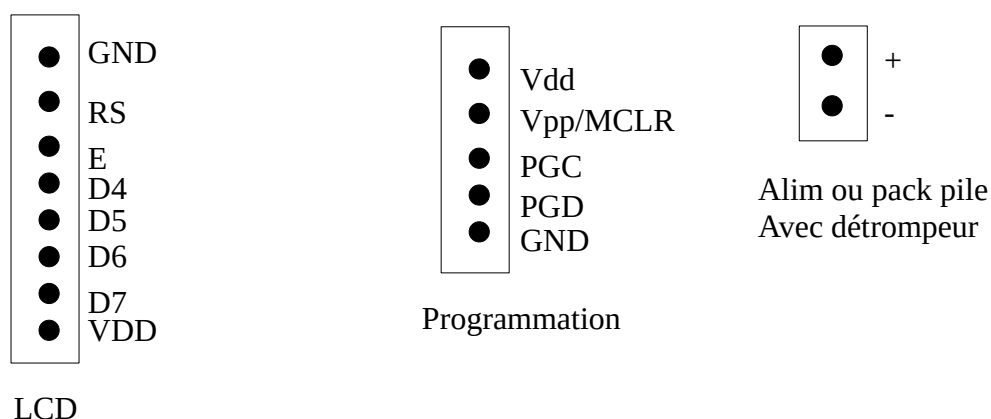 GND
RS
E
D4
D5
D6
D7
VDD
LCD
Vdd
Vpp/MCLR
PGC
PGD
GND
Programmation
+
-
Alim ou pack pile
Avec détrompeur